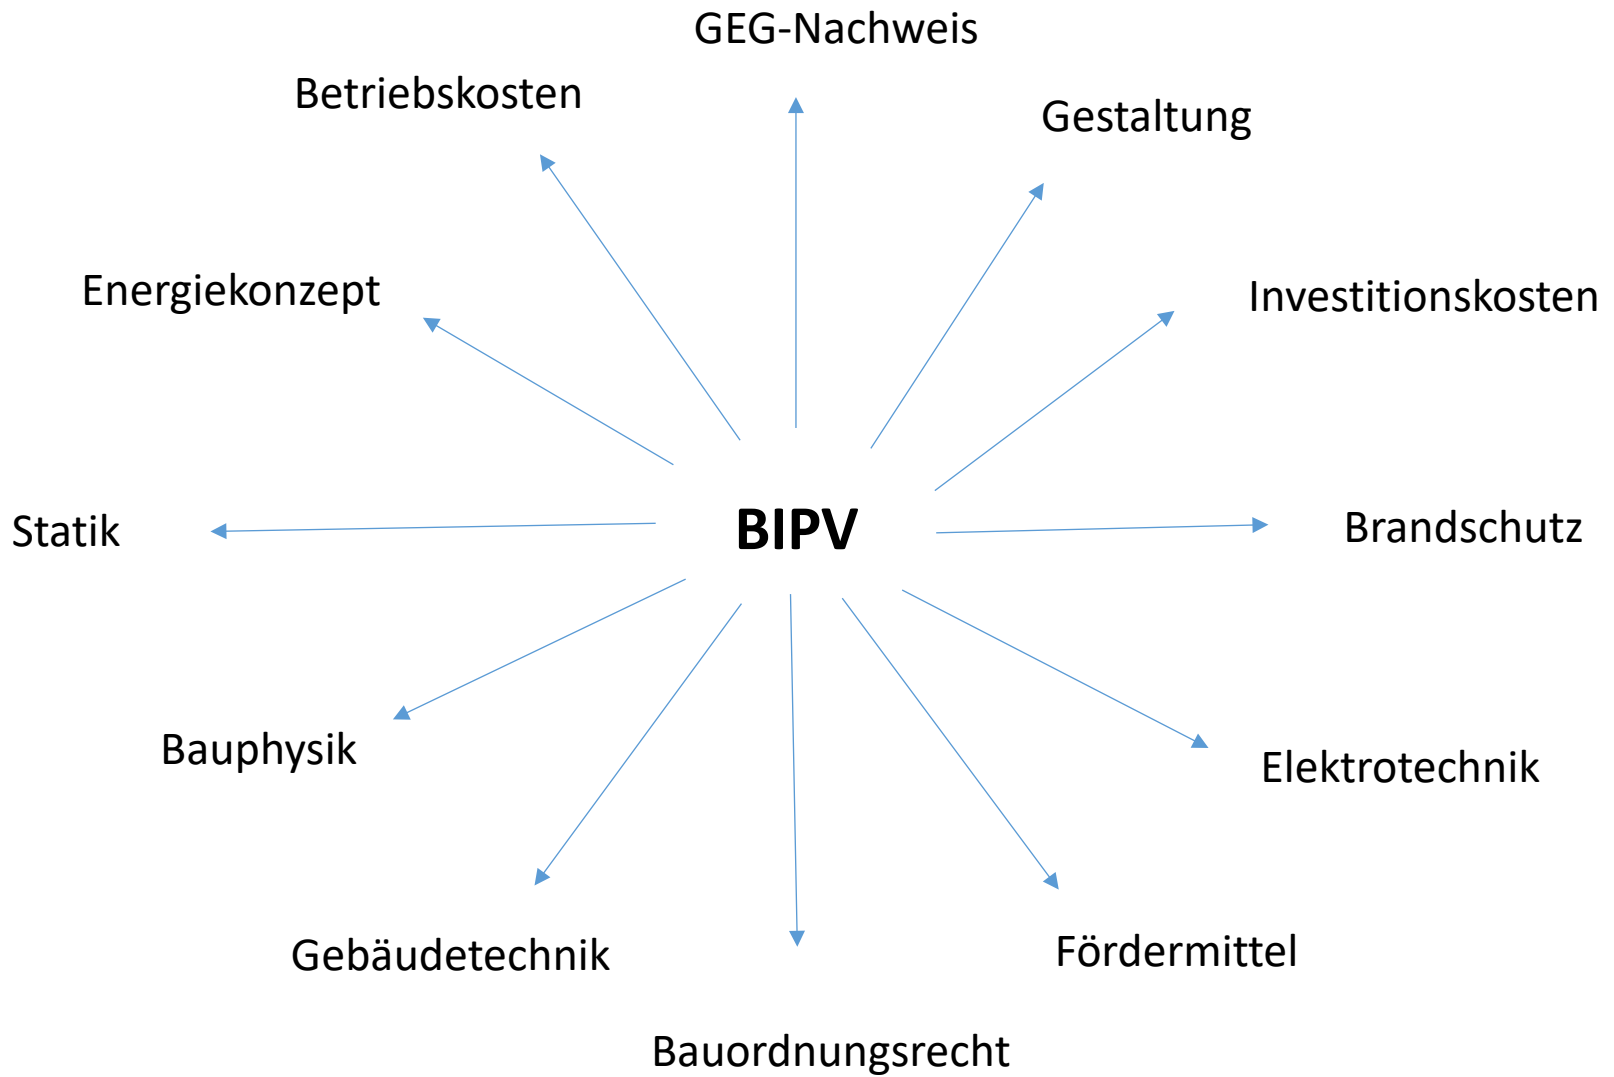 GEG-Nachweis
Betriebskosten
Gestaltung
Energiekonzept
Investitionskosten
Statik
BIPV
Brandschutz
Bauphysik
Elektrotechnik
Gebäudetechnik
Fördermittel
Bauordnungsrecht